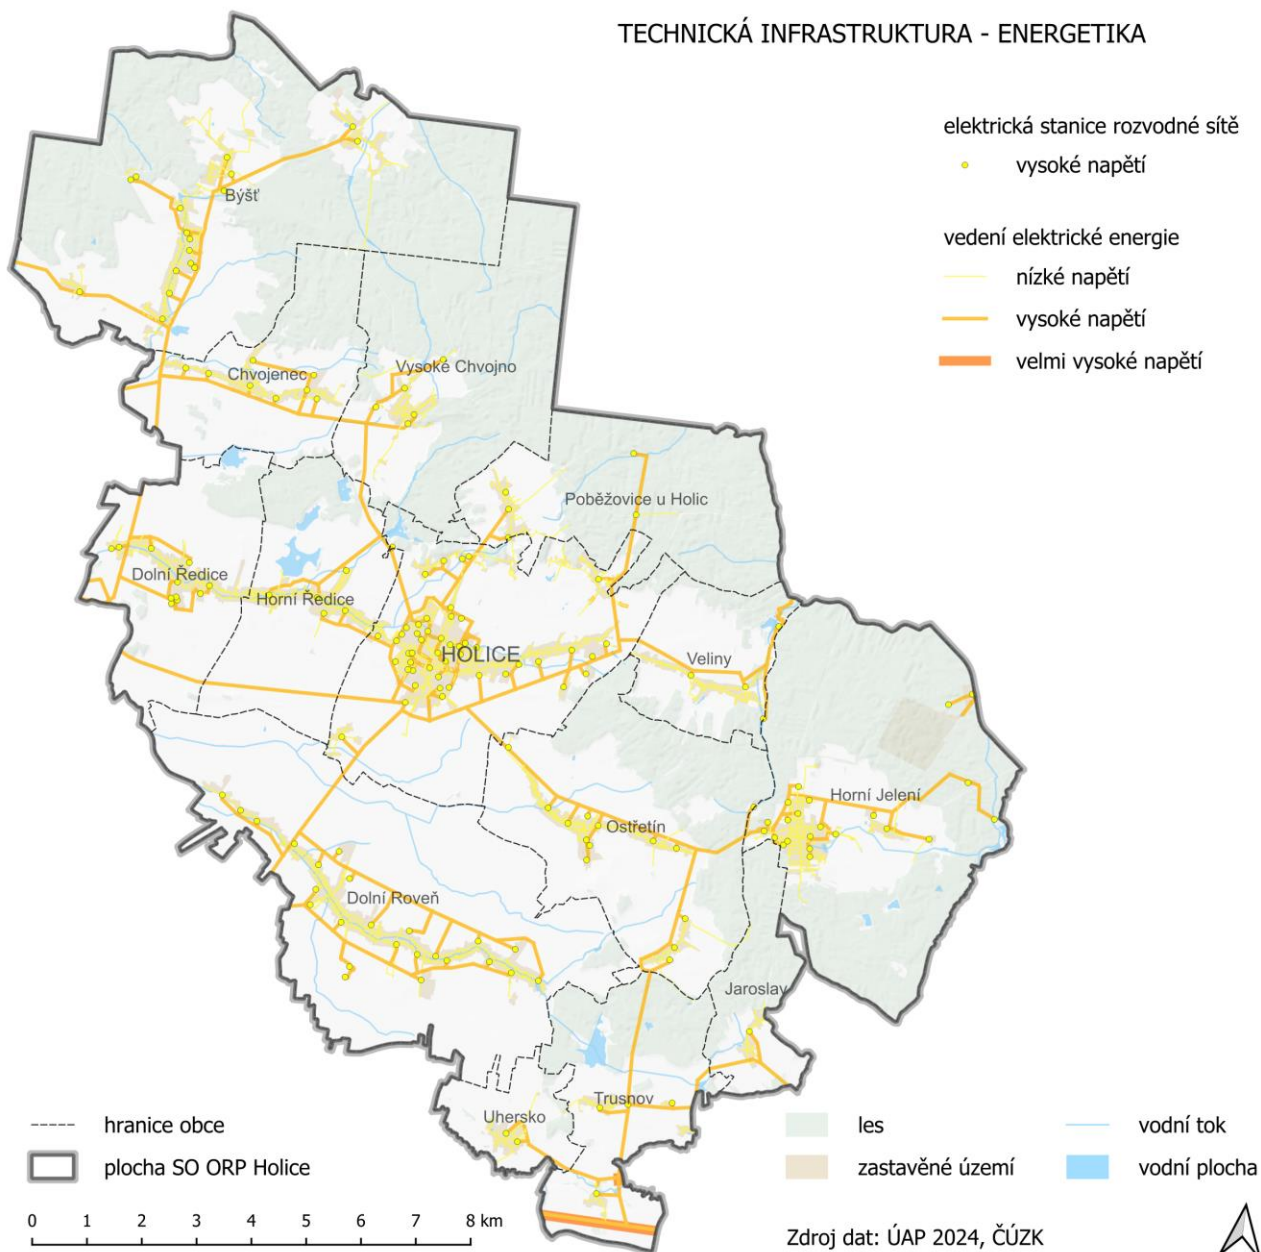 TECHNICKÁ INFRASTRUKTURA - ENERGETIKA
elektrická stanice rozvodné sítě
vysoké napětí
vedení elektrické energie
nízké napětí
vysoké napětí
velmi vysoké napětí
Býšť
Chvojenec
Vysoké Chvojno
Poběžovice u Holic
Dolní Ředice
Horní Ředice
HOLICE
Veliny
Horní Jelení
Ostřetín
Dolní Roveň
Jaroslav
Trusnov
Uhersko
hranice obce
plocha SO ORP Holice
les
zastavěné území
vodní tok
vodní plocha
0 1 2 3 4 5 6 7 8 km
Zdroj dat: ÚAP 2024, ČÚZK